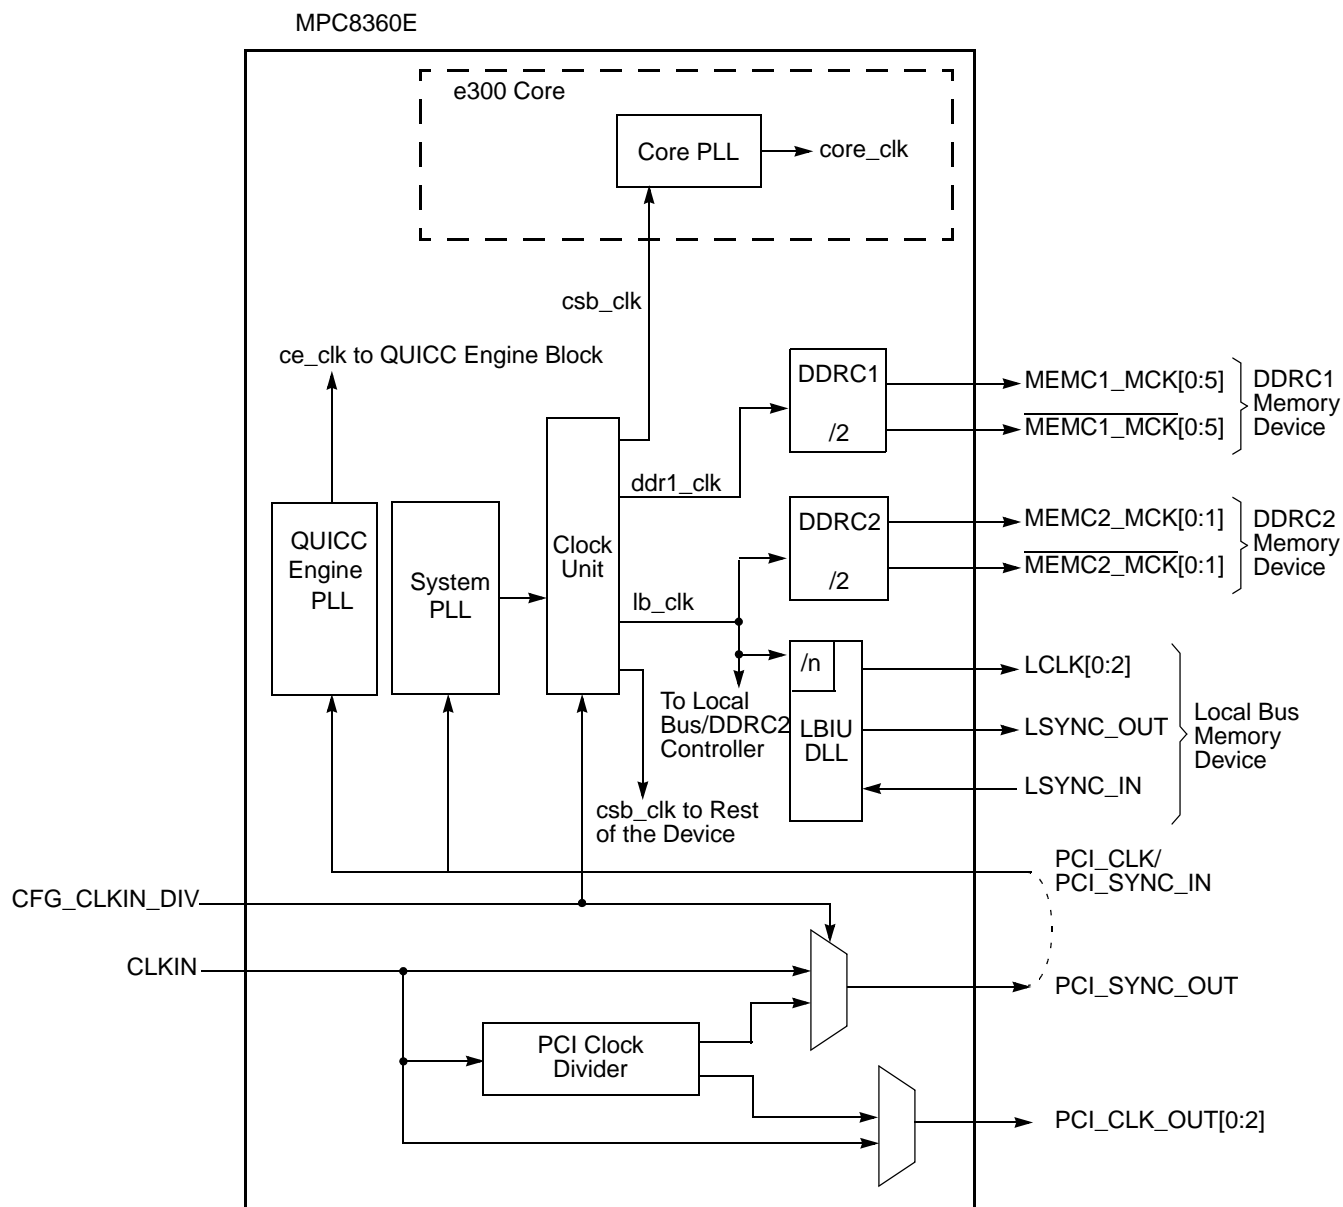 MPC8360E
e300 Core
Core PLL
core_clk
csb_clk
ce_clk to QUICC Engine Block
DDRC1
/2
MEMC1_MCK[0:5]
MEMC1_MCK[0:5]
DDRC1
Memory
Device
ddr1_clk
QUICC
Engine
PLL
System
PLL
Clock
Unit
DDRC2
/2
MEMC2_MCK[0:1]
MEMC2_MCK[0:1]
DDRC2
Memory
Device
lb_clk
/n
LBIU
DLL
To Local
Bus/DDRC2
Controller
LCLK[0:2]
LSYNC_OUT
LSYNC_IN
Local Bus
Memory
Device
csb_clk to Rest
of the Device
PCI_CLK/
PCI_SYNC_IN
CFG_CLKIN_DIV
CLKIN
PCI_SYNC_OUT
PCI Clock
Divider
PCI_CLK_OUT[0:2]